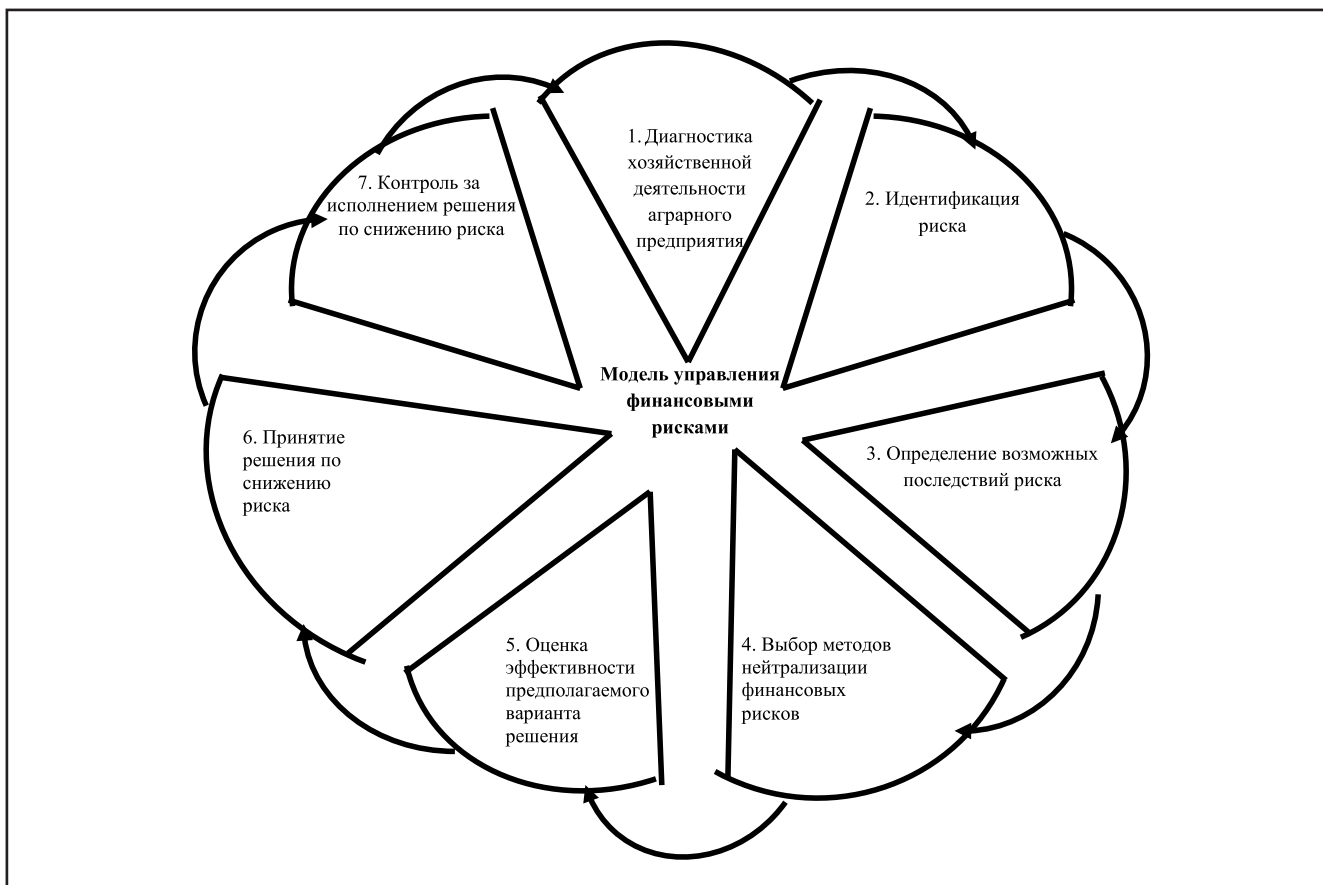 1. Диагностика
хозяйственной
деятельности
аграрного
предприятия
2. Идентификация
риска
3. Определение возможных
последствий риска
4. Выбор методов
нейтрализации
финансовых
рисков
5. Оценка
эффективности
предполагаемого
варианта
решения
6. Принятие
решения по
снижению
риска
7. Контроль за
исполнением решения
по снижению риска
Модель управления
финансовыми
рисками